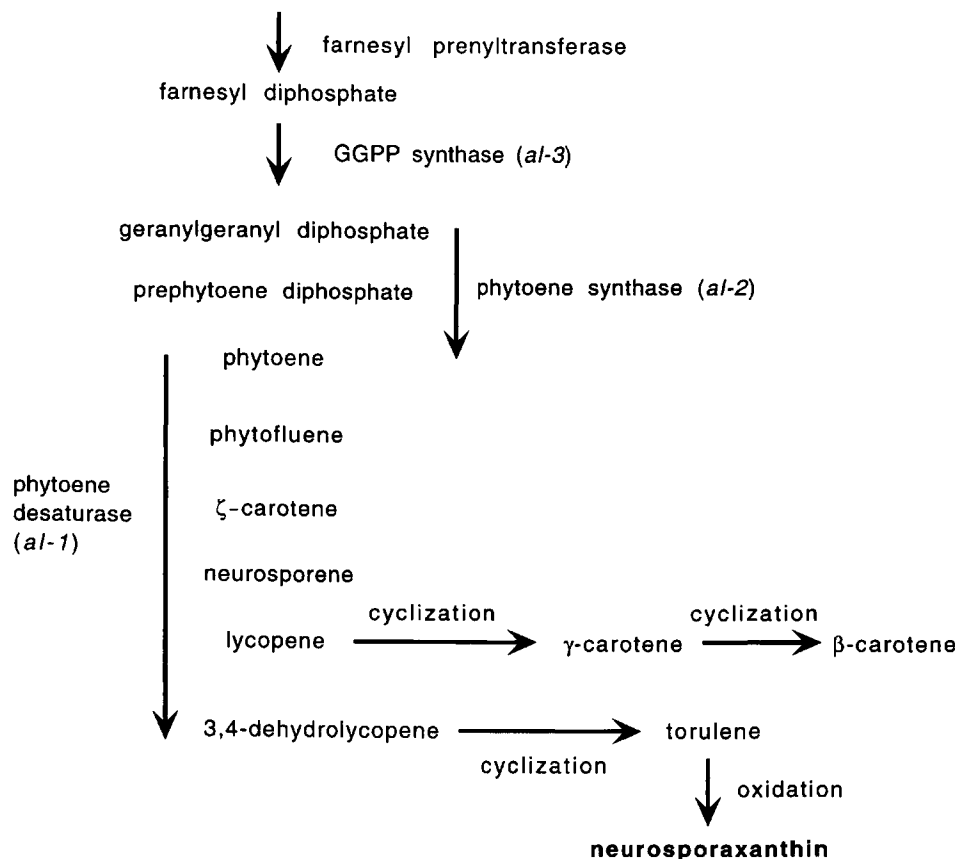 farnesyl prenyltransferase
farnesyl diphosphate
GGPP synthase (al-3)
geranylgeranyl diphosphate
prephytoene diphosphate
phytoene synthase (al-2)
phytoene
phytofluene
phytoene
desaturase
(al-1)
ζ-carotene
neurosporene
lycopene
cyclization
γ-carotene
cyclization
β-carotene
3,4-dehydrolycopene
cyclization
torulene
oxidation
neurosporaxanthin